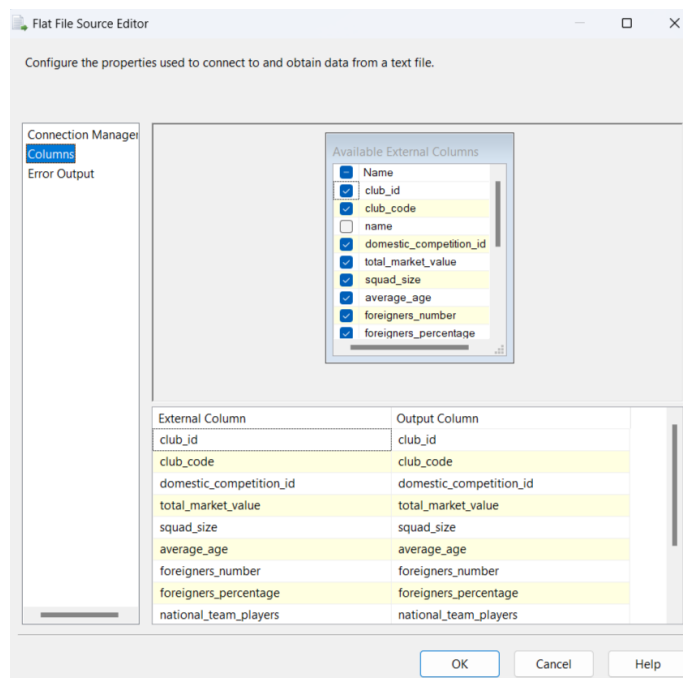 Flat File Source Editor
Configure the properties used to connect to and obtain data from a text file.
Connection Manager
Columns
Error Output
Available External Columns
Name
club_id
club_code
name
domestic_competition_id
total_market_value
squad_size
average_age
foreigners_number
foreigners_percentage
External Column Output Column
club_id club_id
club_code club_code
domestic_competition_id domestic_competition_id
total_market_value total_market_value
squad_size squad_size
average_age average_age
foreigners_number foreigners_number
foreigners_percentage foreigners_percentage
national_team_players national_team_players
OK Cancel Help